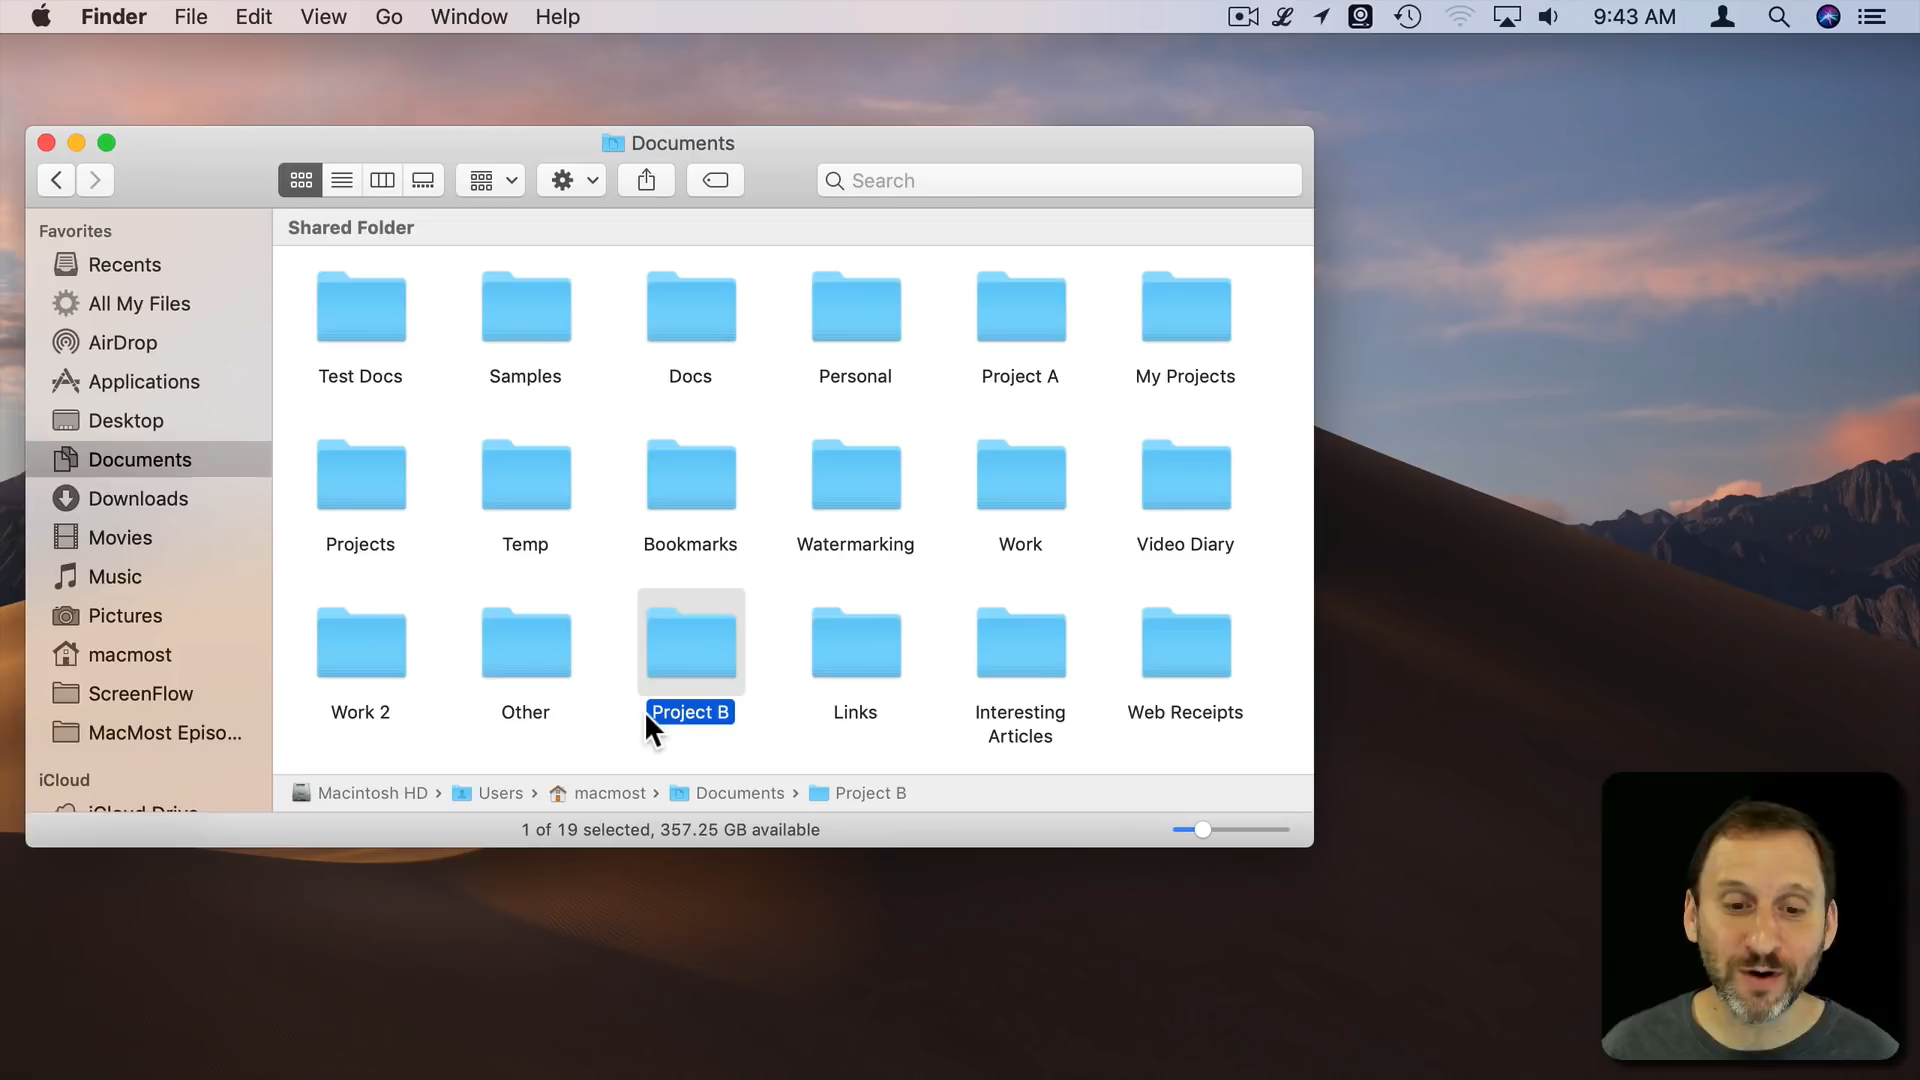 Finder File Edit View Go Window Help 9:43 AM
Documents
Search
Favorites
Recents
All My Files
AirDrop
Applications
Desktop
Documents
Downloads
Movies
Music
Pictures
macmost
ScreenFlow
MacMost Episo...
iCloud
iCloud Drive
Shared Folder
Test Docs Samples Docs Personal Project A My Projects
Projects Temp Bookmarks Watermarking Work Video Diary
Work 2 Other Project B Links Interesting Web Receipts
Articles
Macintosh HD › Users › macmost › Documents › Project B
1 of 19 selected, 357.25 GB available